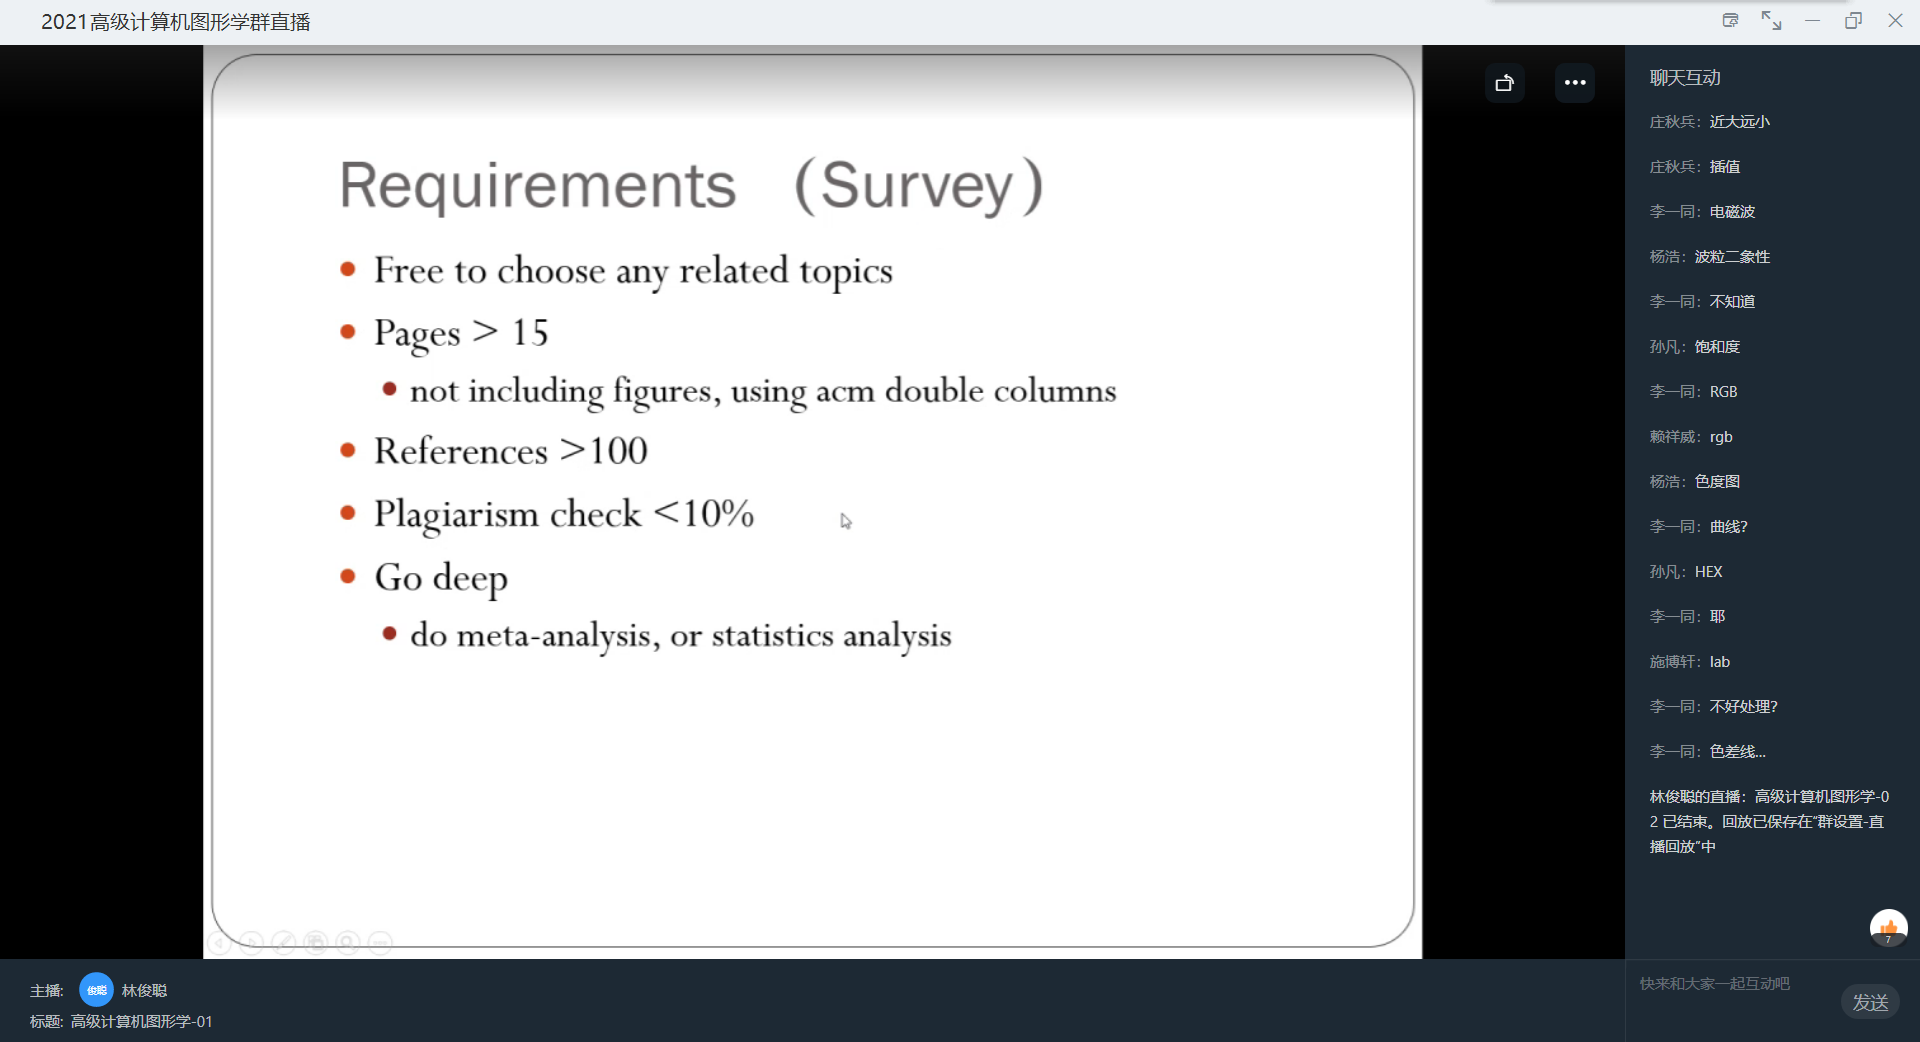 2021高级计算机图形学群直播
Requirements （Survey）
Free to choose any related topics
Pages > 15
not including figures, using acm double columns
References >100
Plagiarism check <10%
Go deep
do meta-analysis, or statistics analysis
聊天互动
庄秋兵：近大远小
庄秋兵：插值
李一同：电磁波
杨浩：波粒二象性
李一同：不知道
孙凡：饱和度
李一同：RGB
赖祥威：rgb
杨浩：色度图
李一同：曲线？
孙凡：HEX
李一同：耶
施博轩：lab
李一同：不好处理？
李一同：色差线...
林俊聪的直播：高级计算机图形学-0
2 已结束。回放已保存在“群设置-直
播回放”中
7
快来和大家一起互动吧
发送
主播: 俊聪 林俊聪
标题: 高级计算机图形学-01